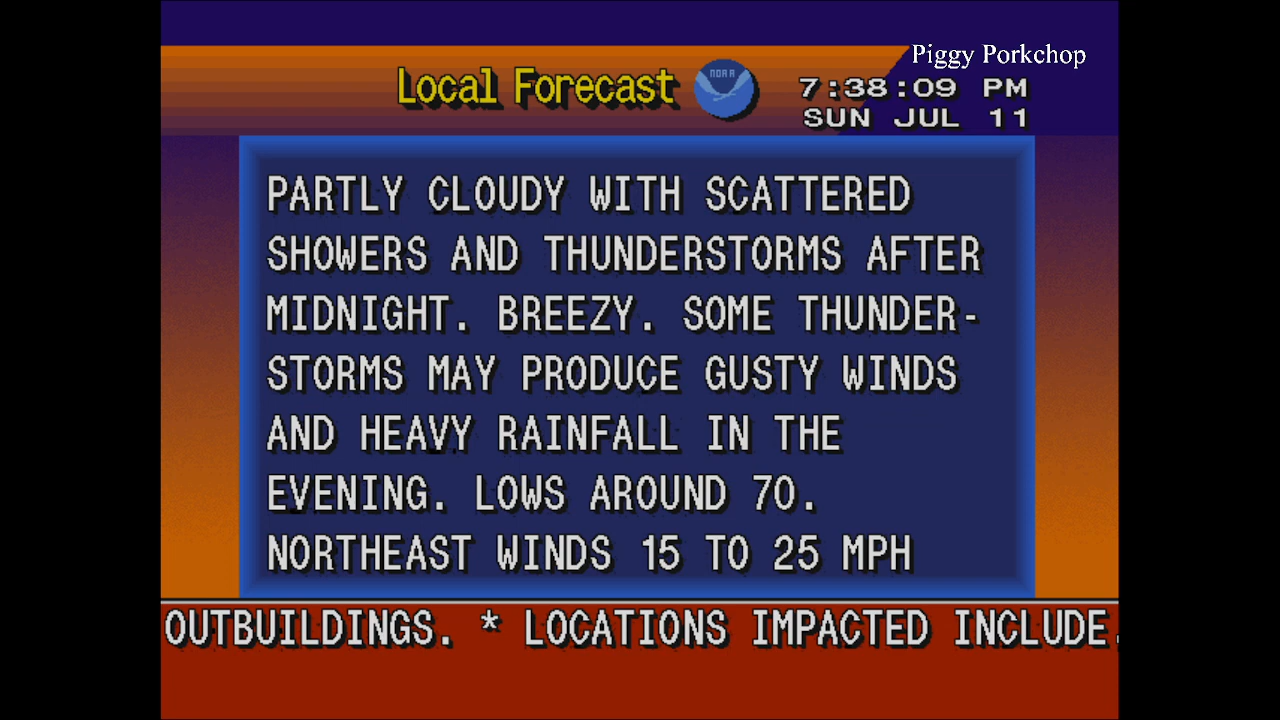 Piggy Porkchop
Local Forecast
NOAA
7:38:09 PM
SUN JUL 11
PARTLY CLOUDY WITH SCATTERED
SHOWERS AND THUNDERSTORMS AFTER
MIDNIGHT. BREEZY. SOME THUNDER-
STORMS MAY PRODUCE GUSTY WINDS
AND HEAVY RAINFALL IN THE
EVENING. LOWS AROUND 70.
NORTHEAST WINDS 15 TO 25 MPH
OUTBUILDINGS. * LOCATIONS IMPACTED INCLUDE.